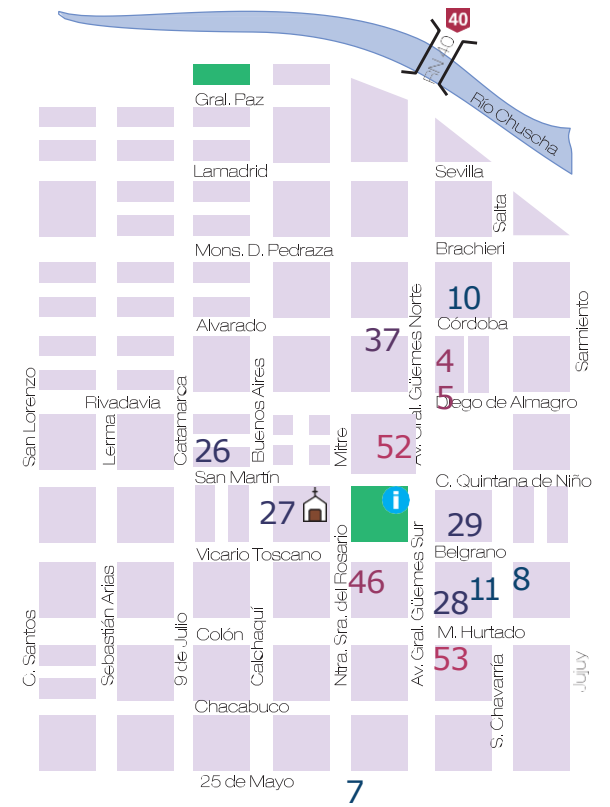 40
RN 40
Río Chuscha
Gral. Paz
Lamadrid
Sevilla
Salta
Mons. D. Pedraza
Brachieri
10
Av. Gral. Güemes Norte
Sarmiento
Alvarado
Córdoba
37
4
5
San Lorenzo
Rivadavia
Lerma
Catamarca
Buenos Aires
Mitre
Diego de Almagro
26
52
San Martín
C. Quintana de Niño
27
i
29
Vicario Toscano
Ntra. Sra. del Rosario
Av. Gral. Güemes Sur
Belgrano
46
28
11
8
C. Santos
Sebastián Arias
9 de Julio
Colón
Calchaquí
M. Hurtado
53
S. Chavarría
Jujuy
Chacabuco
25 de Mayo
7